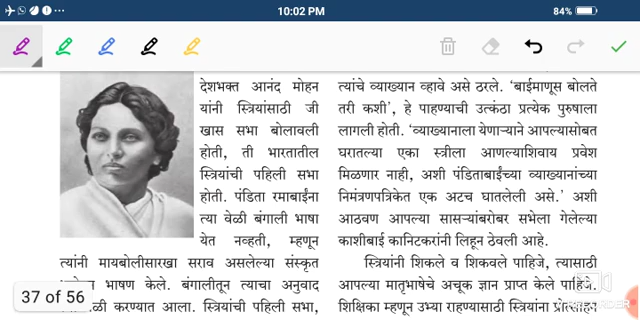 10:02 PM
84%
देशभक्त आनंद मोहन
यांनी स्त्रियांसाठी जी
खास सभा बोलावली
होती, ती भारतातील
स्त्रियांची पहिली सभा
होती. पंडिता रमाबाईंना
त्या वेळी बंगाली भाषा
येत नव्हती, म्हणून
त्यांनी मायबोलीसारखा सराव असलेल्या संस्कृत
भाषण केले. बंगालीतून त्याचा अनुवाद
करण्यात आला. स्त्रियांची पहिली सभा,
37 of 56
त्यांचे व्याख्यान व्हावे असे ठरले. ‘बाईमाणूस बोलते
तरी कशी’, हे पाहण्याची उत्कंठा प्रत्येक पुरुषाला
लागली होती. ‘व्याख्यानाला येणाऱ्याने आपल्यासोबत
घरातल्या एका स्त्रीला आणल्याशिवाय प्रवेश
मिळणार नाही, अशी पंडिताबाईंच्या व्याख्यानांच्या
निमंत्रणपत्रिकेत एक अटच घातलेली असे.’ अशी
आठवण आपल्या सासऱ्यांबरोबर सभेला गेलेल्या
काशीबाई कानिटकरांनी लिहून ठेवली आहे.
स्त्रियांनी शिकले व शिकवले पाहिजे, त्यासाठी
आपल्या मातृभाषेचे अचूक ज्ञान प्राप्त केले पाहिजे.
शिक्षिका म्हणून उभ्या राहण्यासाठी स्त्रियांना प्रोत्साहन